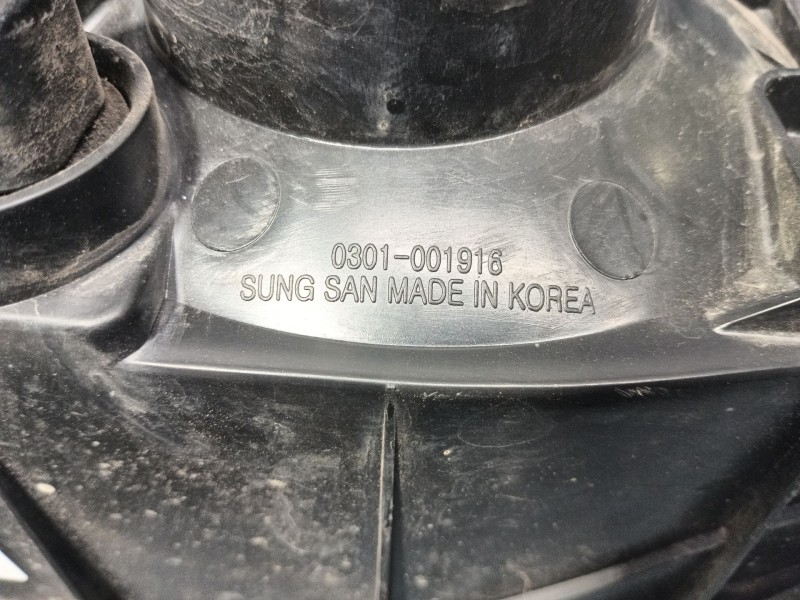 0301-001916
SUNG SAN MADE IN KOREA